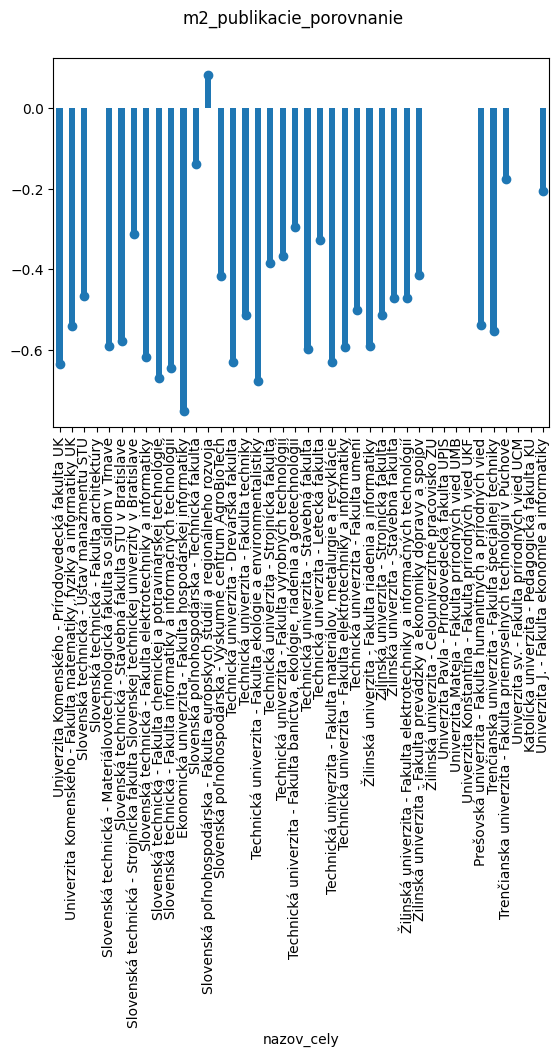 m2_publikacie_porovnanie
0.0
−0.2
−0.4
−0.6
Univerzita Komenského - Prírodovedecká fakulta UK
Univerzita Komenského - Fakulta matematiky, fyziky a informatiky UK
Slovenská technická - Ústav manažmentu STU
Slovenská technická - Fakulta architektúry
Slovenská technická - Materiálovotechnologická fakulta so sídlom v Trnave
Slovenská technická - Stavebná fakulta STU v Bratislave
Slovenská technická - Strojnícka fakulta Slovenskej technickej univerzity v Bratislave
Slovenská technická - Fakulta elektrotechniky a informatiky
Slovenská technická - Fakulta chemickej a potravinárskej technológie
Slovenská technická - Fakulta informatiky a informačných technológií
Ekonomická univerzita - Fakulta hospodárskej informatiky
Slovenská poľnohospodárska - Technická fakulta
Slovenská poľnohospodárska - Fakulta európskych štúdií a regionálneho rozvoja
Slovenská poľnohospodárska - Výskumné centrum AgroBioTech
Technická univerzita - Drevárska fakulta
Technická univerzita - Fakulta techniky
Technická univerzita - Fakulta ekológie a environmentalistiky
Technická univerzita - Strojnícka fakulta
Technická univerzita - Fakulta výrobných technológií
Technická univerzita - Fakulta baníctva, ekológie, riadenia a geotechnológií
Technická univerzita - Stavebná fakulta
Technická univerzita - Letecká fakulta
Technická univerzita - Fakulta materiálov, metalurgie a recyklácie
Technická univerzita - Fakulta elektrotechniky a informatiky
Technická univerzita - Fakulta umení
Žilinská univerzita - Fakulta riadenia a informatiky
Žilinská univerzita - Strojnícka fakulta
Žilinská univerzita - Stavebná fakulta
Žilinská univerzita - Fakulta elektrotechniky a informačných technológií
Žilinská univerzita - Fakulta prevádzky a ekonomiky dopravy a spojov
Žilinská univerzita - Celouniverzitné pracovisko ŽU
Univerzita Pavla - Prírodovedecká fakulta UPJŠ
Univerzita Mateja - Fakulta prírodných vied UMB
Univerzita Konštantína - Fakulta prírodných vied UKF
Prešovská univerzita - Fakulta humanitných a prírodných vied
Trenčianska univerzita - Fakulta špeciálnej techniky
Trenčianska univerzita - Fakulta priemyselných technológií v Púchove
Univerzita sv. - Fakulta prírodných vied UCM
Katolícka univerzita - Pedagogická fakulta KU
Univerzita J. - Fakulta ekonómie a informatiky
nazov_cely